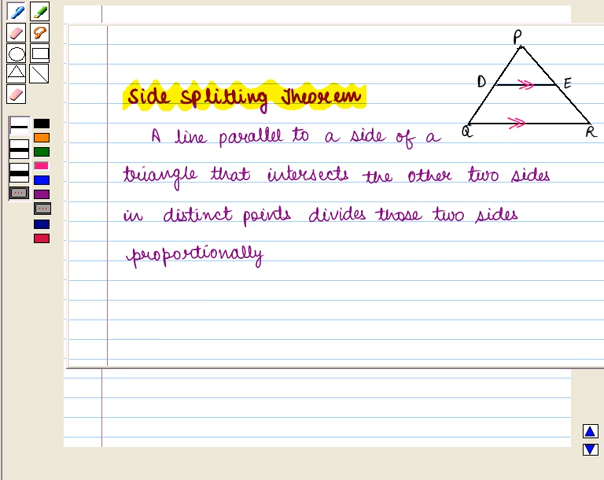 P
D E
Q R
Side Splitting Theorem
A line parallel to a side of a
triangle that intersects the other two sides
in distinct points divides those two sides
proportionally